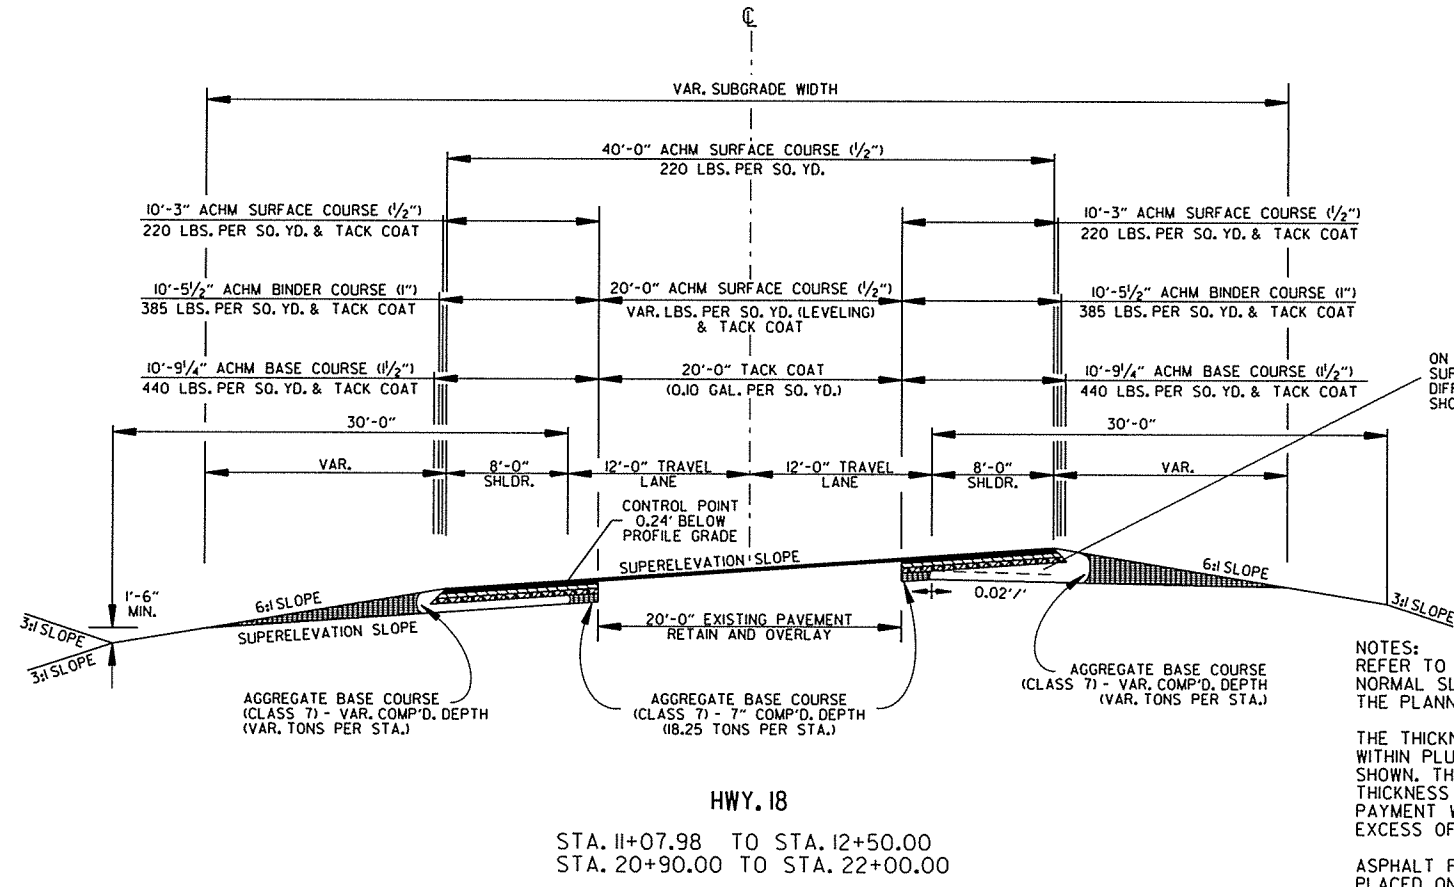 ℄
VAR. SUBGRADE WIDTH
40'-0" ACHM SURFACE COURSE (1/2")
220 LBS. PER SQ. YD.
10'-3" ACHM SURFACE COURSE (1/2")
220 LBS. PER SQ. YD. & TACK COAT
10'-3" ACHM SURFACE COURSE (1/2")
220 LBS. PER SQ. YD. & TACK COAT
10'-5 1/2" ACHM BINDER COURSE (1")
385 LBS. PER SQ. YD. & TACK COAT
20'-0" ACHM SURFACE COURSE (1/2")
VAR. LBS. PER SQ. YD. (LEVELING)
& TACK COAT
10'-5 1/2" ACHM BINDER COURSE (1")
385 LBS. PER SQ. YD. & TACK COAT
10'-9 1/4" ACHM BASE COURSE (1 1/2")
440 LBS. PER SQ. YD. & TACK COAT
20'-0" TACK COAT
(0.10 GAL. PER SQ. YD.)
10'-9 1/4" ACHM BASE COURSE (1 1/2")
440 LBS. PER SQ. YD. & TACK COAT
ON
SUR
DIFF
SHO
30'-0"
30'-0"
VAR.
8'-0"
SHLDR.
12'-0" TRAVEL
LANE
12'-0" TRAVEL
LANE
8'-0"
SHLDR.
VAR.
CONTROL POINT
0.24' BELOW
PROFILE GRADE
SUPERELEVATION SLOPE
1'-6"
MIN.
6:1 SLOPE
6:1 SLOPE
0.02'/'
3:1 SLOPE
3:1 SLOPE
SUPERELEVATION SLOPE
20'-0" EXISTING PAVEMENT
RETAIN AND OVERLAY
3:1 SLOPE
AGGREGATE BASE COURSE
(CLASS 7) - VAR. COMP'D. DEPTH
(VAR. TONS PER STA.)
AGGREGATE BASE COURSE
(CLASS 7) - 7" COMP'D. DEPTH
(18.25 TONS PER STA.)
AGGREGATE BASE COURSE
(CLASS 7) - VAR. COMP'D. DEPTH
(VAR. TONS PER STA.)
NOTES:
REFER TO
NORMAL SL
THE PLANN
THE THICKN
WITHIN PLU
SHOWN. TH
THICKNESS
PAYMENT W
EXCESS OF
ASPHALT P
PLACED ON
HWY. 18
STA. 11+07.98 TO STA. 12+50.00
STA. 20+90.00 TO STA. 22+00.00